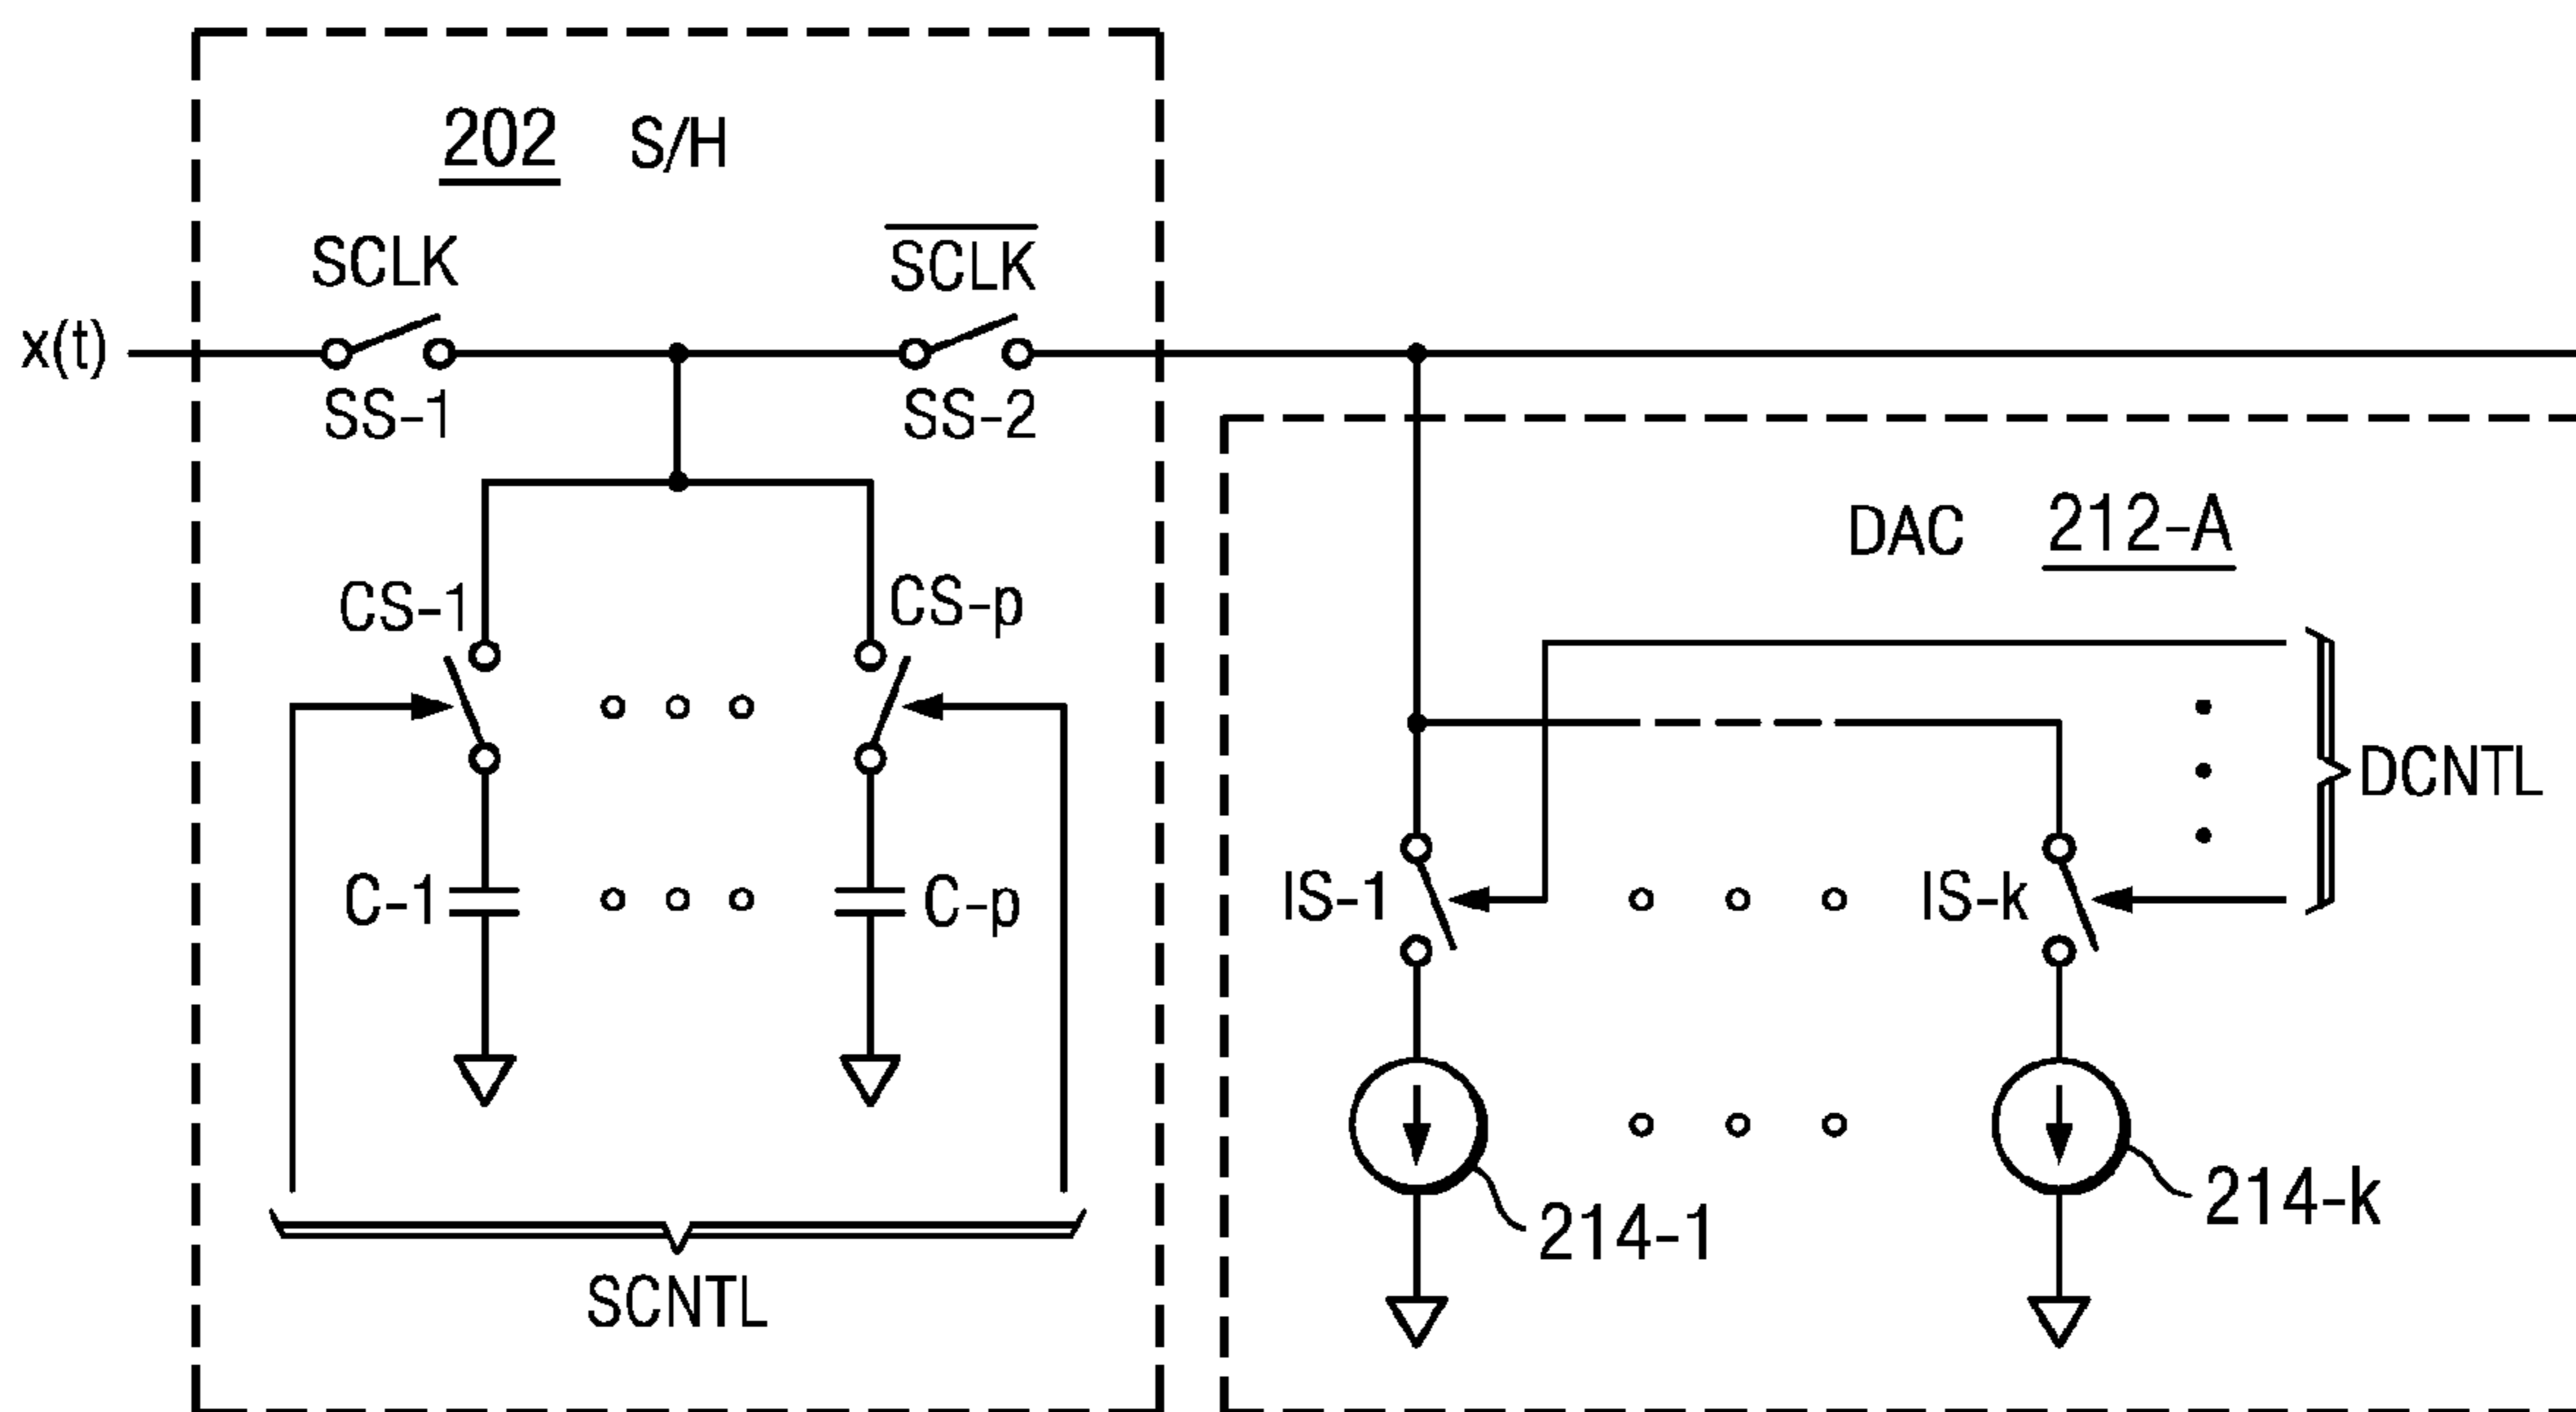 202 S/H
SCLK
S̅C̅L̅K̅
x(t)
SS-1
SS-2
DAC 212-A
CS-1
CS-p
DCNTL
C-1
C-p
IS-1
IS-k
214-1
214-k
SCNTL